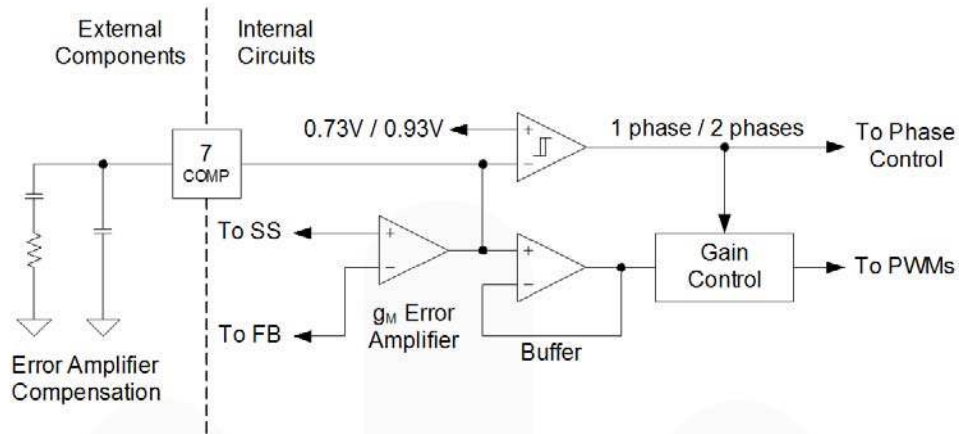 External
Components
Internal
Circuits
0.73V / 0.93V
1 phase / 2 phases
To Phase
Control
7
COMP
To SS
Gain
Control
To PWMs
To FB
gM Error
Amplifier
Buffer
Error Amplifier
Compensation